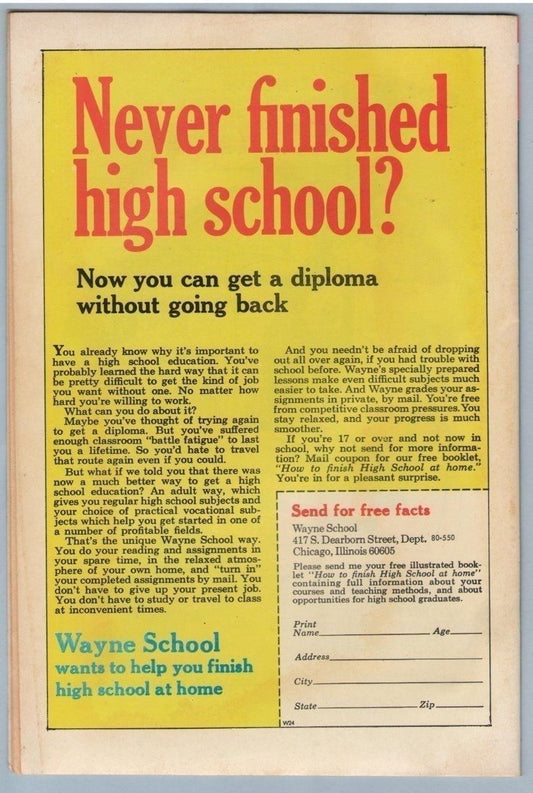 Never finished
high school?
Now you can get a diploma
without going back
You already know why it's important to
have a high school education. You've
probably learned the hard way that it can
be pretty difficult to get the kind of job
you want without one. No matter how
hard you're willing to work.
What can you do about it?
Maybe you've thought of trying again
to get a diploma. But you've suffered
enough classroom "battle fatigue" to last
you a lifetime. So you'd hate to travel
that route again even if you could.
But what if we told you that there was
now a much better way to get a high
school education? An adult way, which
gives you regular high school subjects and
your choice of practical vocational sub-
jects which help you get started in one of
a number of profitable fields.
That's the unique Wayne School way.
You do your reading and assignments in
your spare time, in the relaxed atmos-
phere of your own home, and "turn in"
your completed assignments by mail. You
don't have to give up your present job.
You don't have to study or travel to class
at inconvenient times.
Wayne School
wants to help you finish
high school at home
And you needn't be afraid of dropping
out all over again, if you had trouble with
school before. Wayne's specially prepared
lessons make even difficult subjects much
easier to take. And Wayne grades your as-
signments in private, by mail. You're free
from competitive classroom pressures. You
stay relaxed, and your progress is much
smoother.
If you're 17 or over and not now in
school, why not send for more informa-
tion? Mail coupon for our free booklet,
"How to finish High School at home."
You're in for a pleasant surprise.
Send for free facts
Wayne School
417 S. Dearborn Street, Dept. 80-550
Chicago, Illinois 60605
Please send me your free illustrated book-
let "How to finish High School at home"
containing full information about your
courses and teaching methods, and about
opportunities for high school graduates.
Print
Name Age
Address
City
State Zip
W24